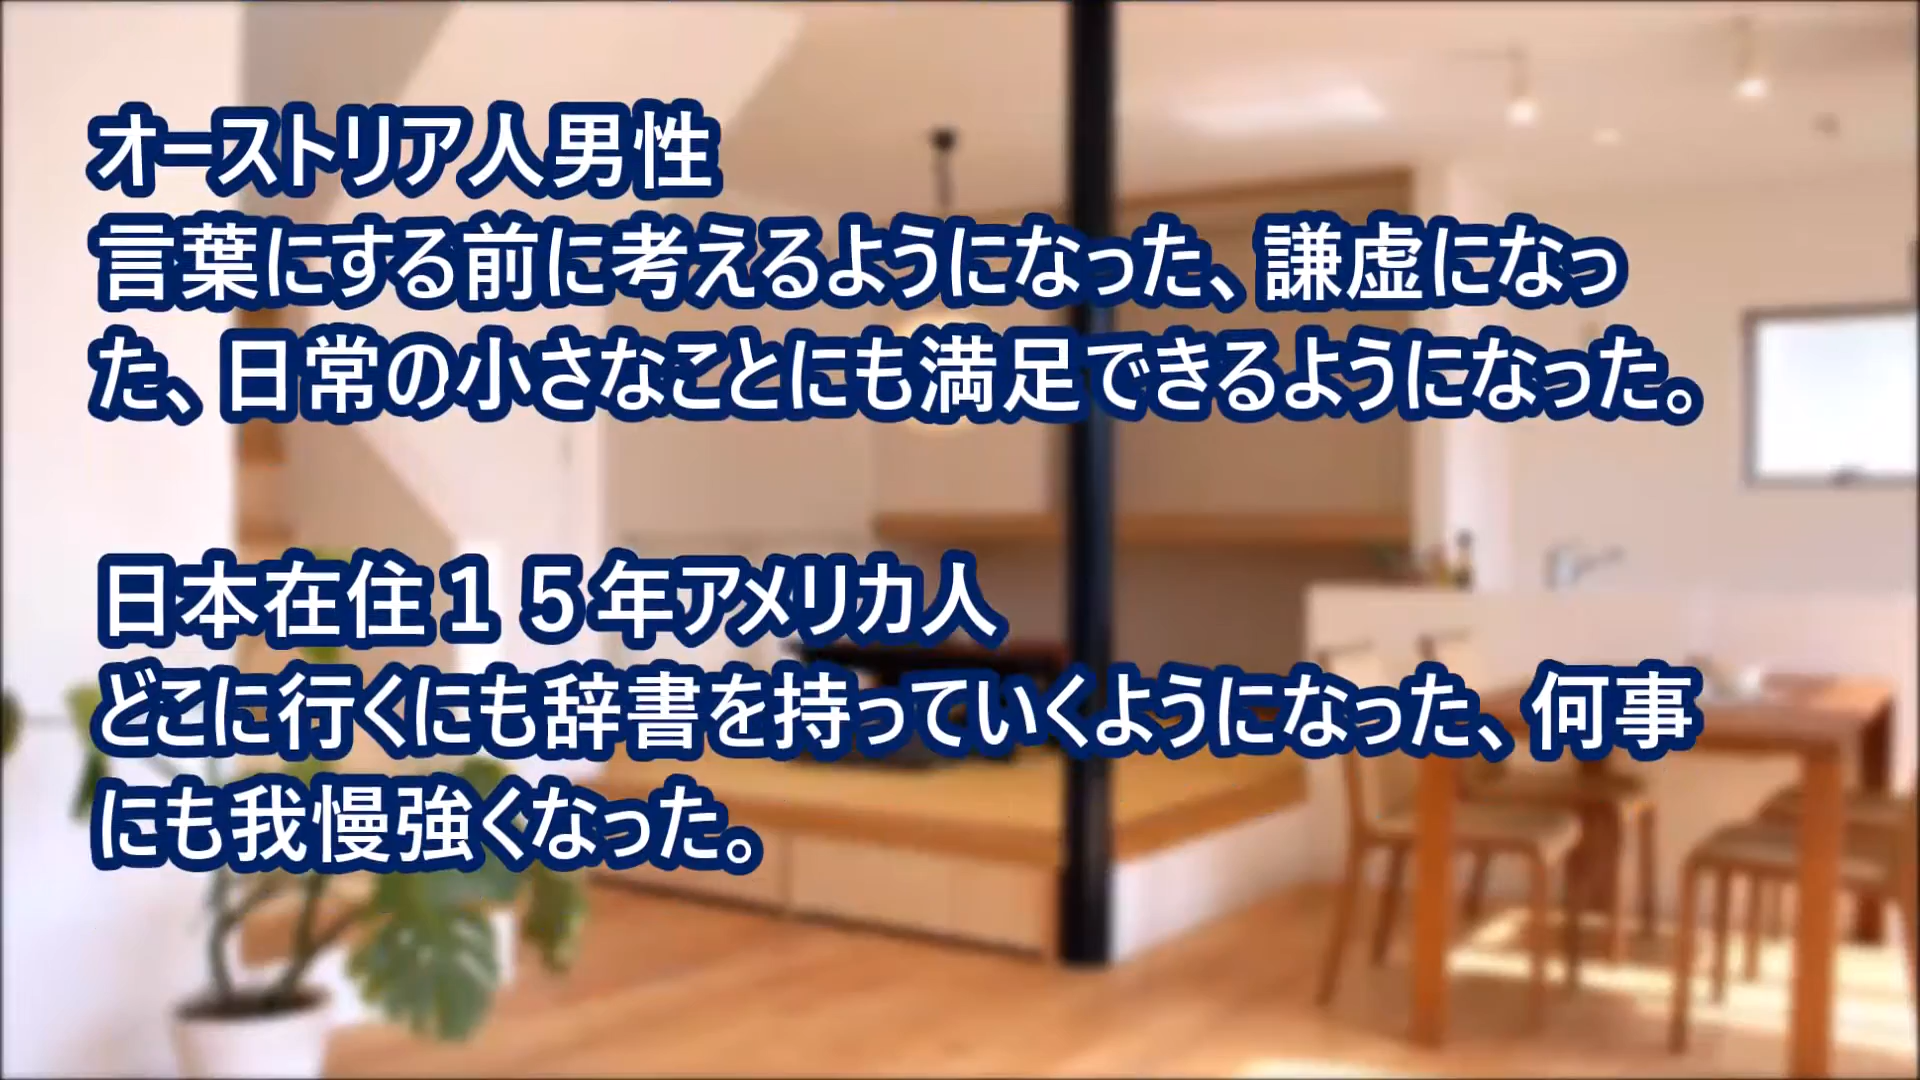 オーストリア人男性
言葉にする前に考えるようになった、謙虚になっ
た、日常の小さなことにも満足できるようになった。
日本在住１５年アメリカ人
どこに行くにも辞書を持っていくようになった、何事
にも我慢強くなった。